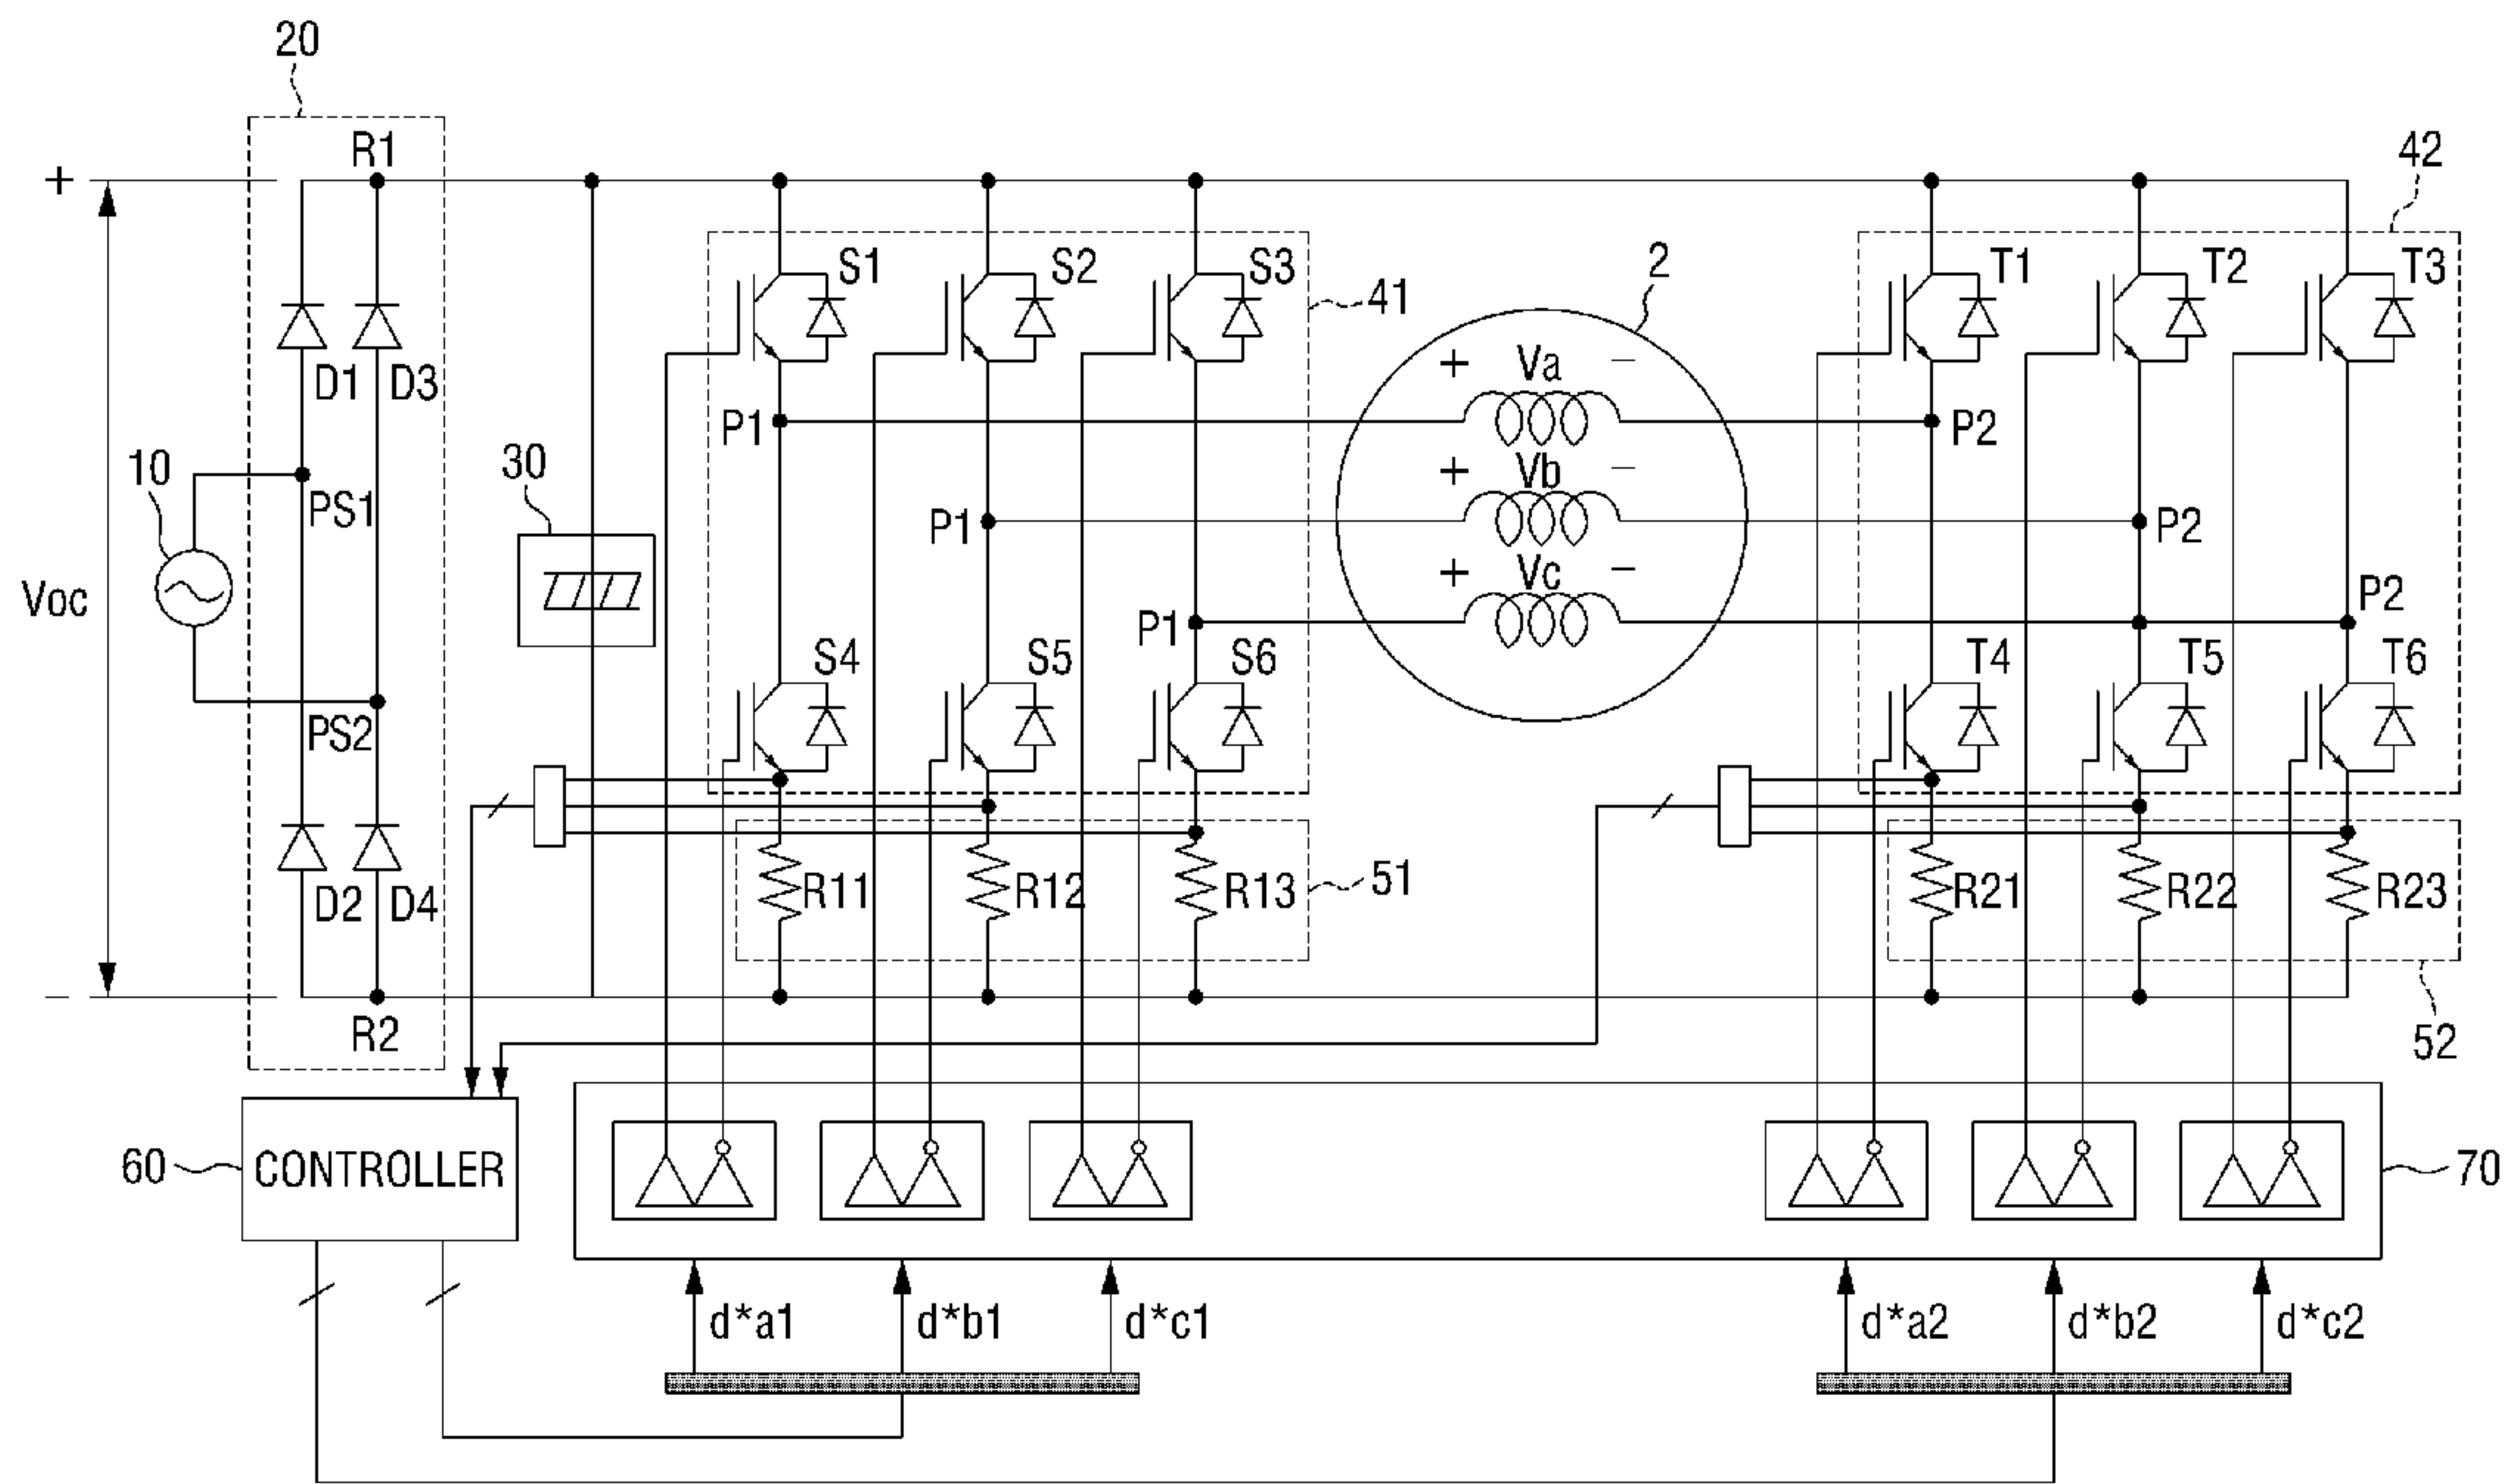 20
R1
42
+
S1
S2
S3
41
2
T1
T2
T3
+ Va −
D1
D3
P1
P2
10
30
+ Vb −
PS1
P1
P2
+ Vc −
Voc
P2
P1
S4
S5
S6
T4
T5
T6
PS2
D2
D4
R11
R12
R13
51
R21
R22
R23
−
R2
52
60
CONTROLLER
70
d*a1
d*b1
d*c1
d*a2
d*b2
d*c2